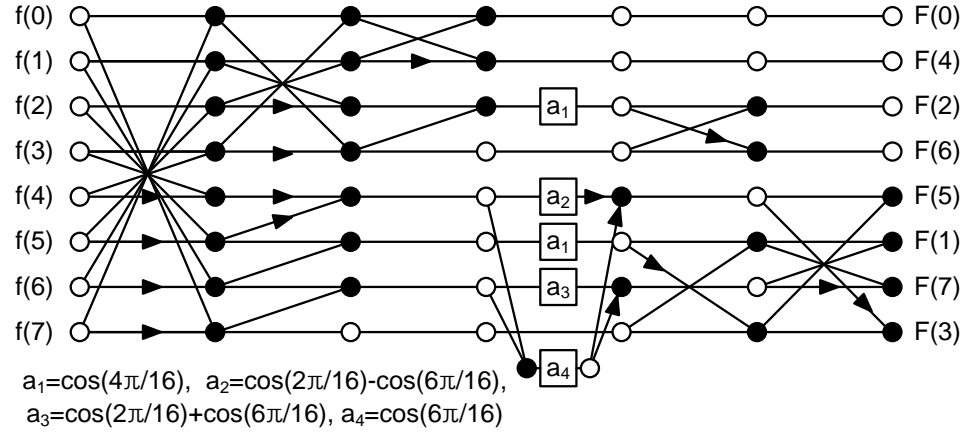 f(0) F(0)
f(1) F(4)
f(2) a₁ F(2)
f(3) F(6)
f(4) a₂ F(5)
f(5) a₁ F(1)
f(6) a₃ F(7)
f(7) F(3)
a₄
a₁=cos(4π/16), a₂=cos(2π/16)-cos(6π/16),
a₃=cos(2π/16)+cos(6π/16), a₄=cos(6π/16)